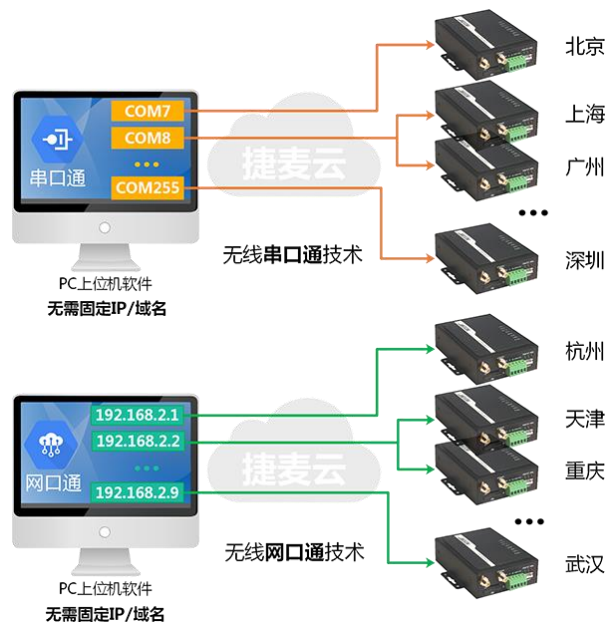 北京
COM7
上海
COM8
捷麦云
串口通
广州
COM255
无线串口通技术
深圳
PC上位机软件
无需固定IP/域名
杭州
192.168.2.1
天津
192.168.2.2
捷麦云
网口通
重庆
192.168.2.9
无线网口通技术
武汉
PC上位机软件
无需固定IP/域名